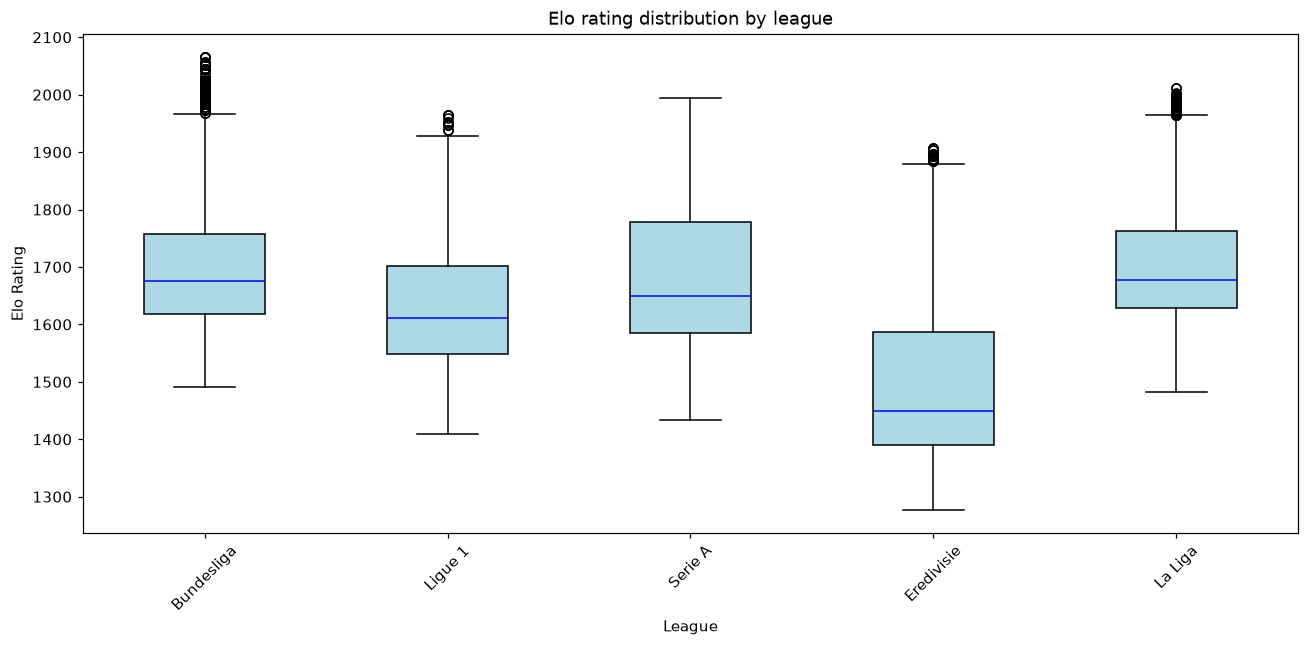 Elo rating distribution by league
2100
2000
1900
1800
1700
1600
1500
1400
1300
Elo Rating
Bundesliga
Ligue 1
Serie A
Eredivisie
La Liga
League